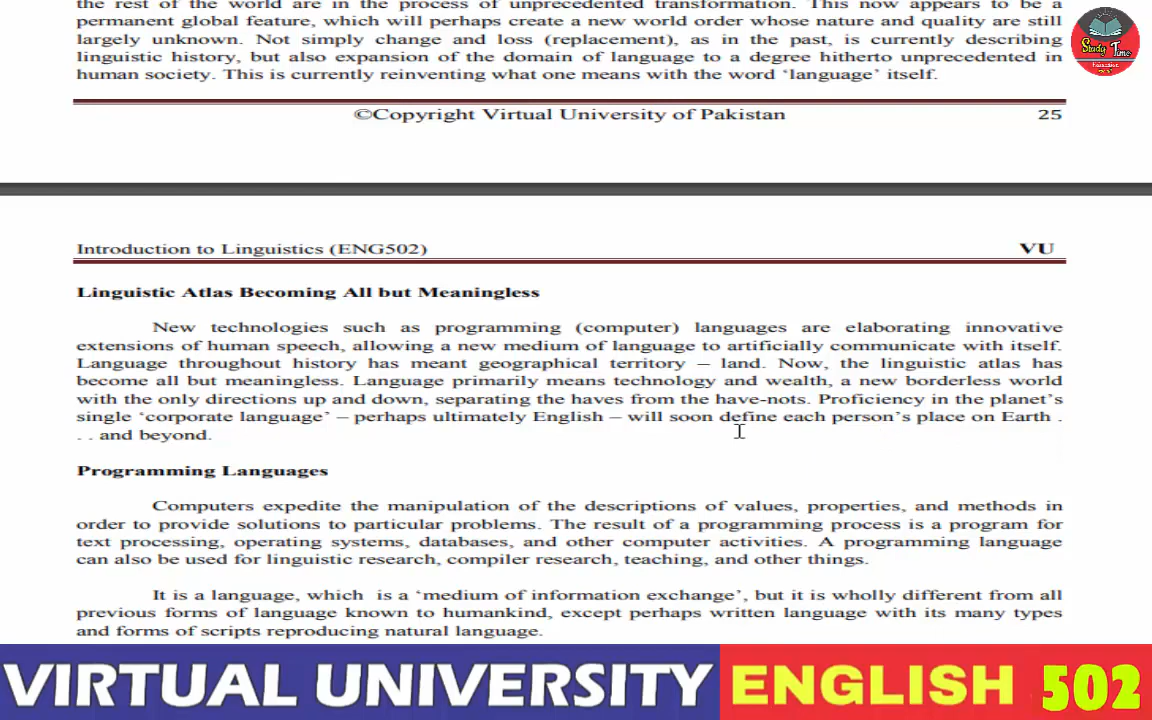 the rest of the world are in the process of unprecedented transformation. This now appears to be a
permanent global feature, which will perhaps create a new world order whose nature and quality are still
largely unknown. Not simply change and loss (replacement), as in the past, is currently describing
linguistic history, but also expansion of the domain of language to a degree hitherto unprecedented in
human society. This is currently reinventing what one means with the word ‘language’ itself.
©Copyright Virtual University of Pakistan 25
Study Time
Introduction to Linguistics (ENG502) VU
Linguistic Atlas Becoming All but Meaningless
New technologies such as programming (computer) languages are elaborating innovative
extensions of human speech, allowing a new medium of language to artificially communicate with itself.
Language throughout history has meant geographical territory – land. Now, the linguistic atlas has
become all but meaningless. Language primarily means technology and wealth, a new borderless world
with the only directions up and down, separating the haves from the have-nots. Proficiency in the planet’s
single ‘corporate language’ – perhaps ultimately English – will soon define each person’s place on Earth .
. . and beyond.
Programming Languages
Computers expedite the manipulation of the descriptions of values, properties, and methods in
order to provide solutions to particular problems. The result of a programming process is a program for
text processing, operating systems, databases, and other computer activities. A programming language
can also be used for linguistic research, compiler research, teaching, and other things.
It is a language, which is a ‘medium of information exchange’, but it is wholly different from all
previous forms of language known to humankind, except perhaps written language with its many types
and forms of scripts reproducing natural language.
VIRTUAL UNIVERSITY ENGLISH 502